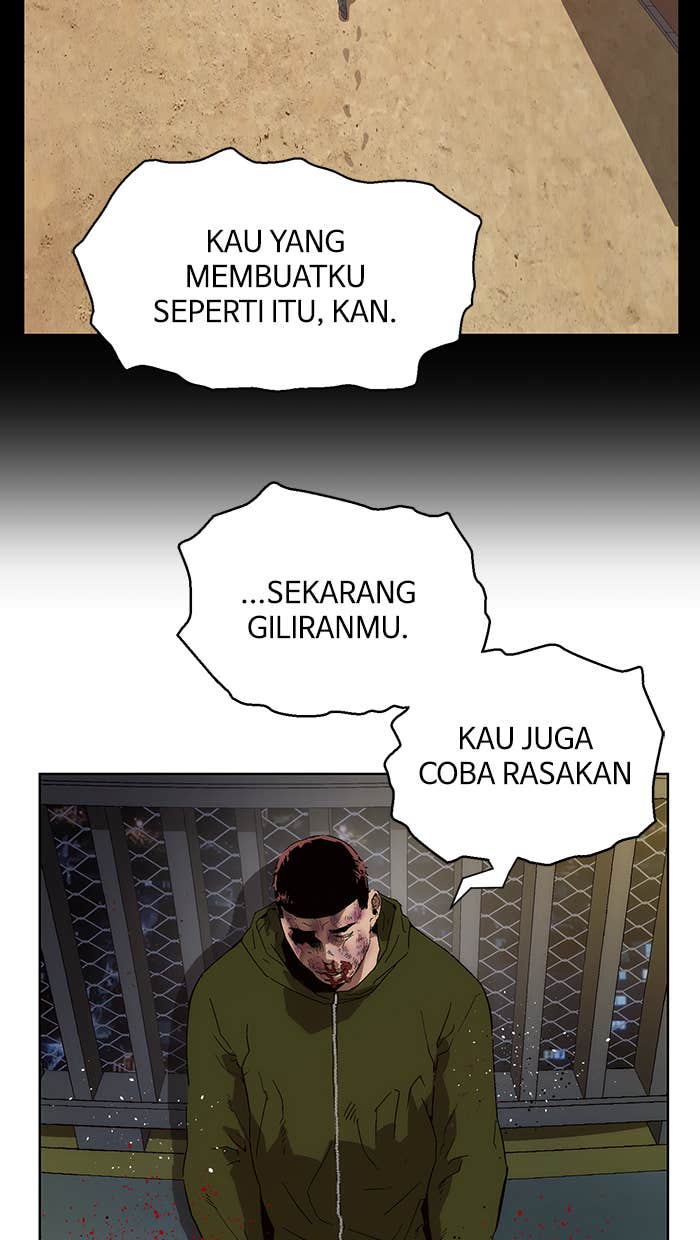 KAU YANG
MEMBUATKU
SEPERTI ITU, KAN.
...SEKARANG
GILIRANMU.
KAU JUGA
COBA RASAKAN